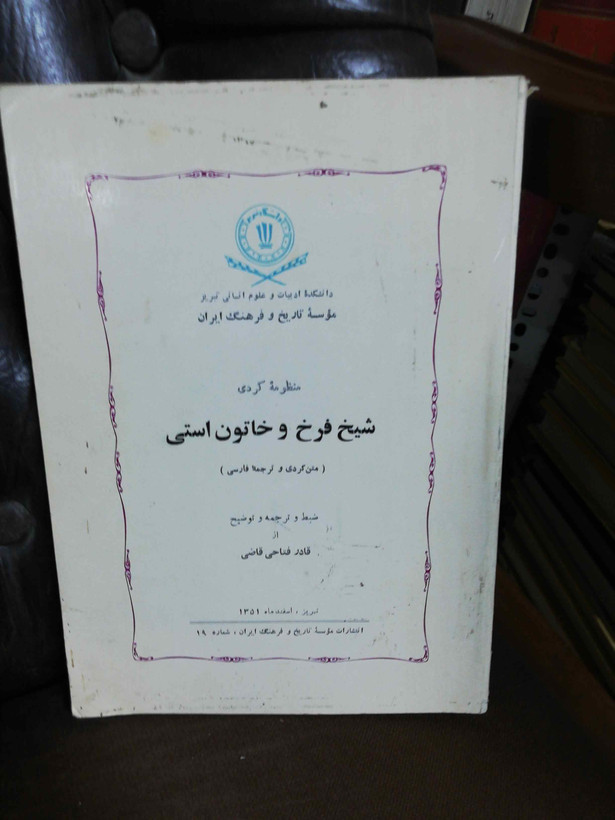 دانشکدهٔ ادبیات و علوم انسانی تبریز
مؤسسهٔ تاریخ و فرهنگ ایران
منظومهٔ کردی
شیخ فرخ و خاتون استی
( متن کردی و ترجمهٔ فارسی )
ضبط و ترجمه و توضیح
از
قادر فتاحی قاضی
تبریز ، اسفندماه ۱۳۵۱
انتشارات مؤسسهٔ تاریخ و فرهنگ ایران ، شماره ۱۹